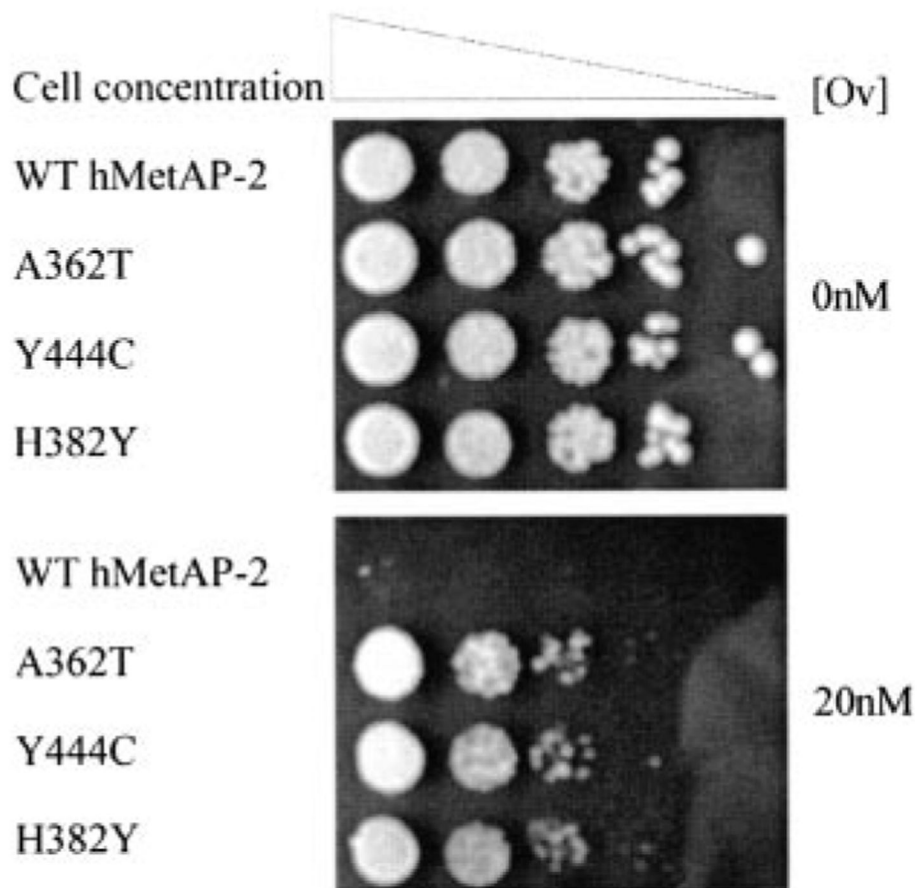 Cell concentration [Ov]
WT hMetAP-2
A362T
0nM
Y444C
H382Y
WT hMetAP-2
A362T
20nM
Y444C
H382Y